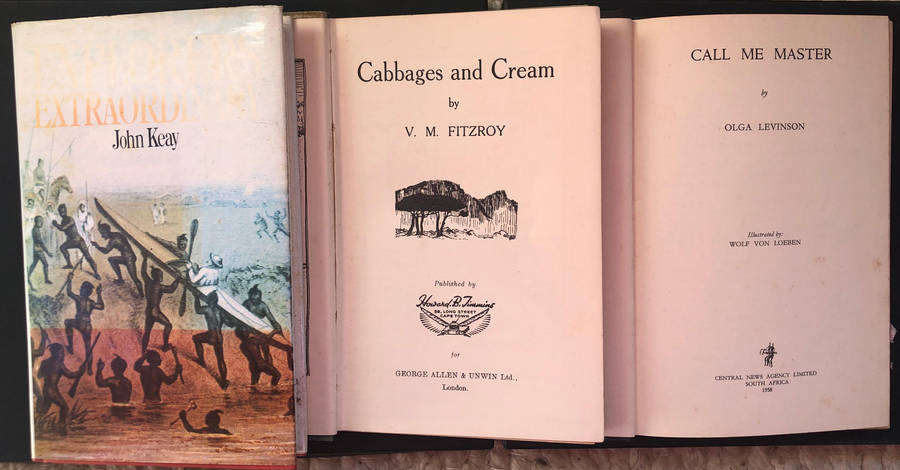 EXTRAORD
John Keay
Cabbages and Cream
by
V. M. FITZROY
Published by
Howard B. Timmins
58, LONG STREET
CAPE TOWN
for
GEORGE ALLEN & UNWIN Ltd.,
London.
CALL ME MASTER
by
OLGA LEVINSON
Illustrated by:
WOLF VON LOEBEN
CENTRAL NEWS AGENCY LIMITED
SOUTH AFRICA
1958